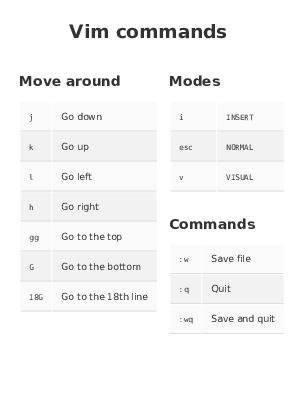 Vim commands
Move around
j Go down
k Go up
l Go left
h Go right
gg Go to the top
G Go to the bottom
18G Go to the 18th line
Modes
i INSERT
esc NORMAL
v VISUAL
Commands
:w Save file
:q Quit
:wq Save and quit